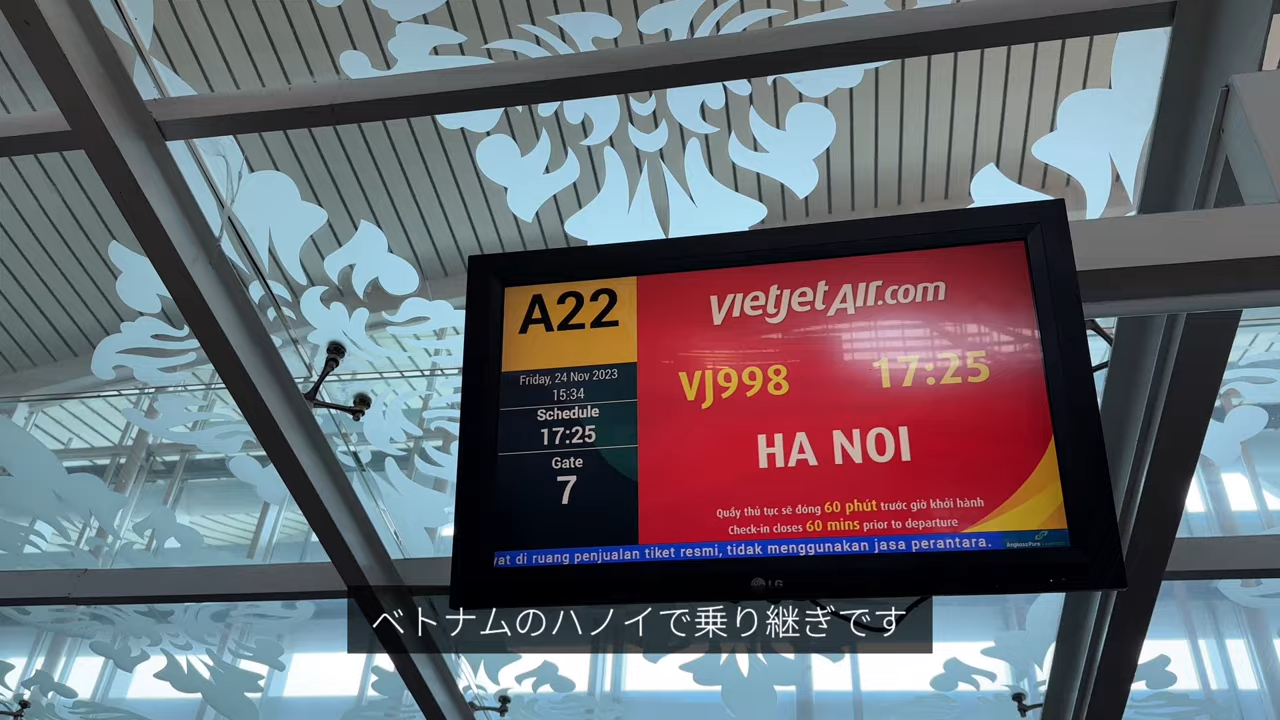 A22
Friday, 24 Nov 2023
15:34
Schedule
17:25
Gate
7
vietjetAir.com
VJ998 17:25
HA NOI
Quầy thủ tục sẽ đóng 60 phút trước giờ khởi hành
Check-in closes 60 mins prior to departure
yat di ruang penjualan tiket resmi, tidak menggunakan jasa perantara.
LG
ベトナムのハノイで乗り継ぎです